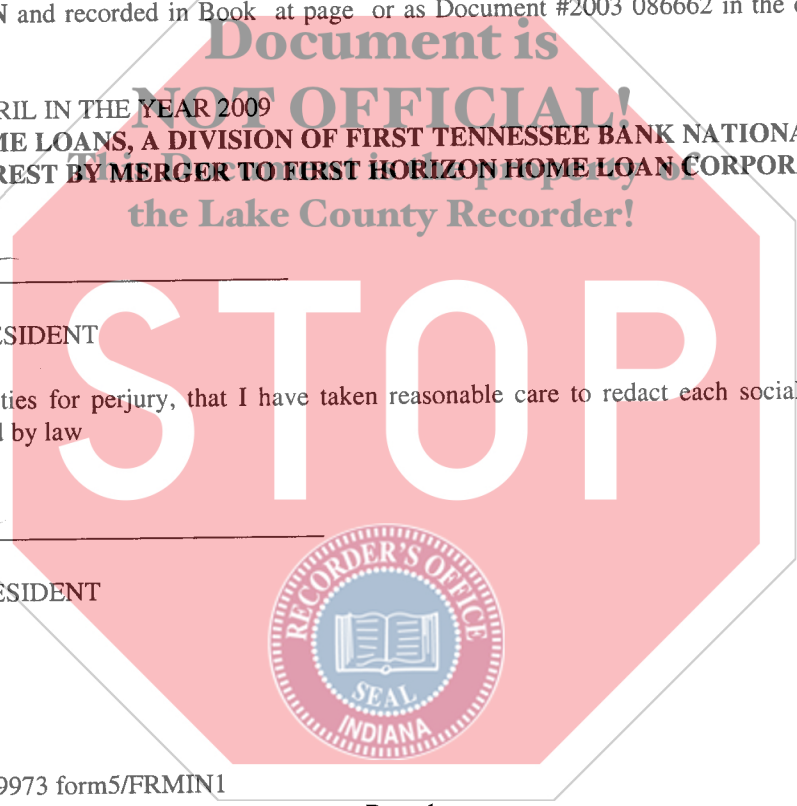 N and recorded in Book at page or as Document #2003 086662 in the
Document is
NOT OFFICIAL!
RIL IN THE YEAR 2009
ME LOANS, A DIVISION OF FIRST TENNESSEE BANK NATIONA
This Document is the property of
REST BY MERGER TO FIRST HORIZON HOME LOAN CORPOR
the Lake County Recorder!
STOP
ESIDENT
ties for perjury, that I have taken reasonable care to redact each social
d by law
RECORDER'S OFFICE
SEAL
INDIANA
ESIDENT
9973 form5/FRMIN1